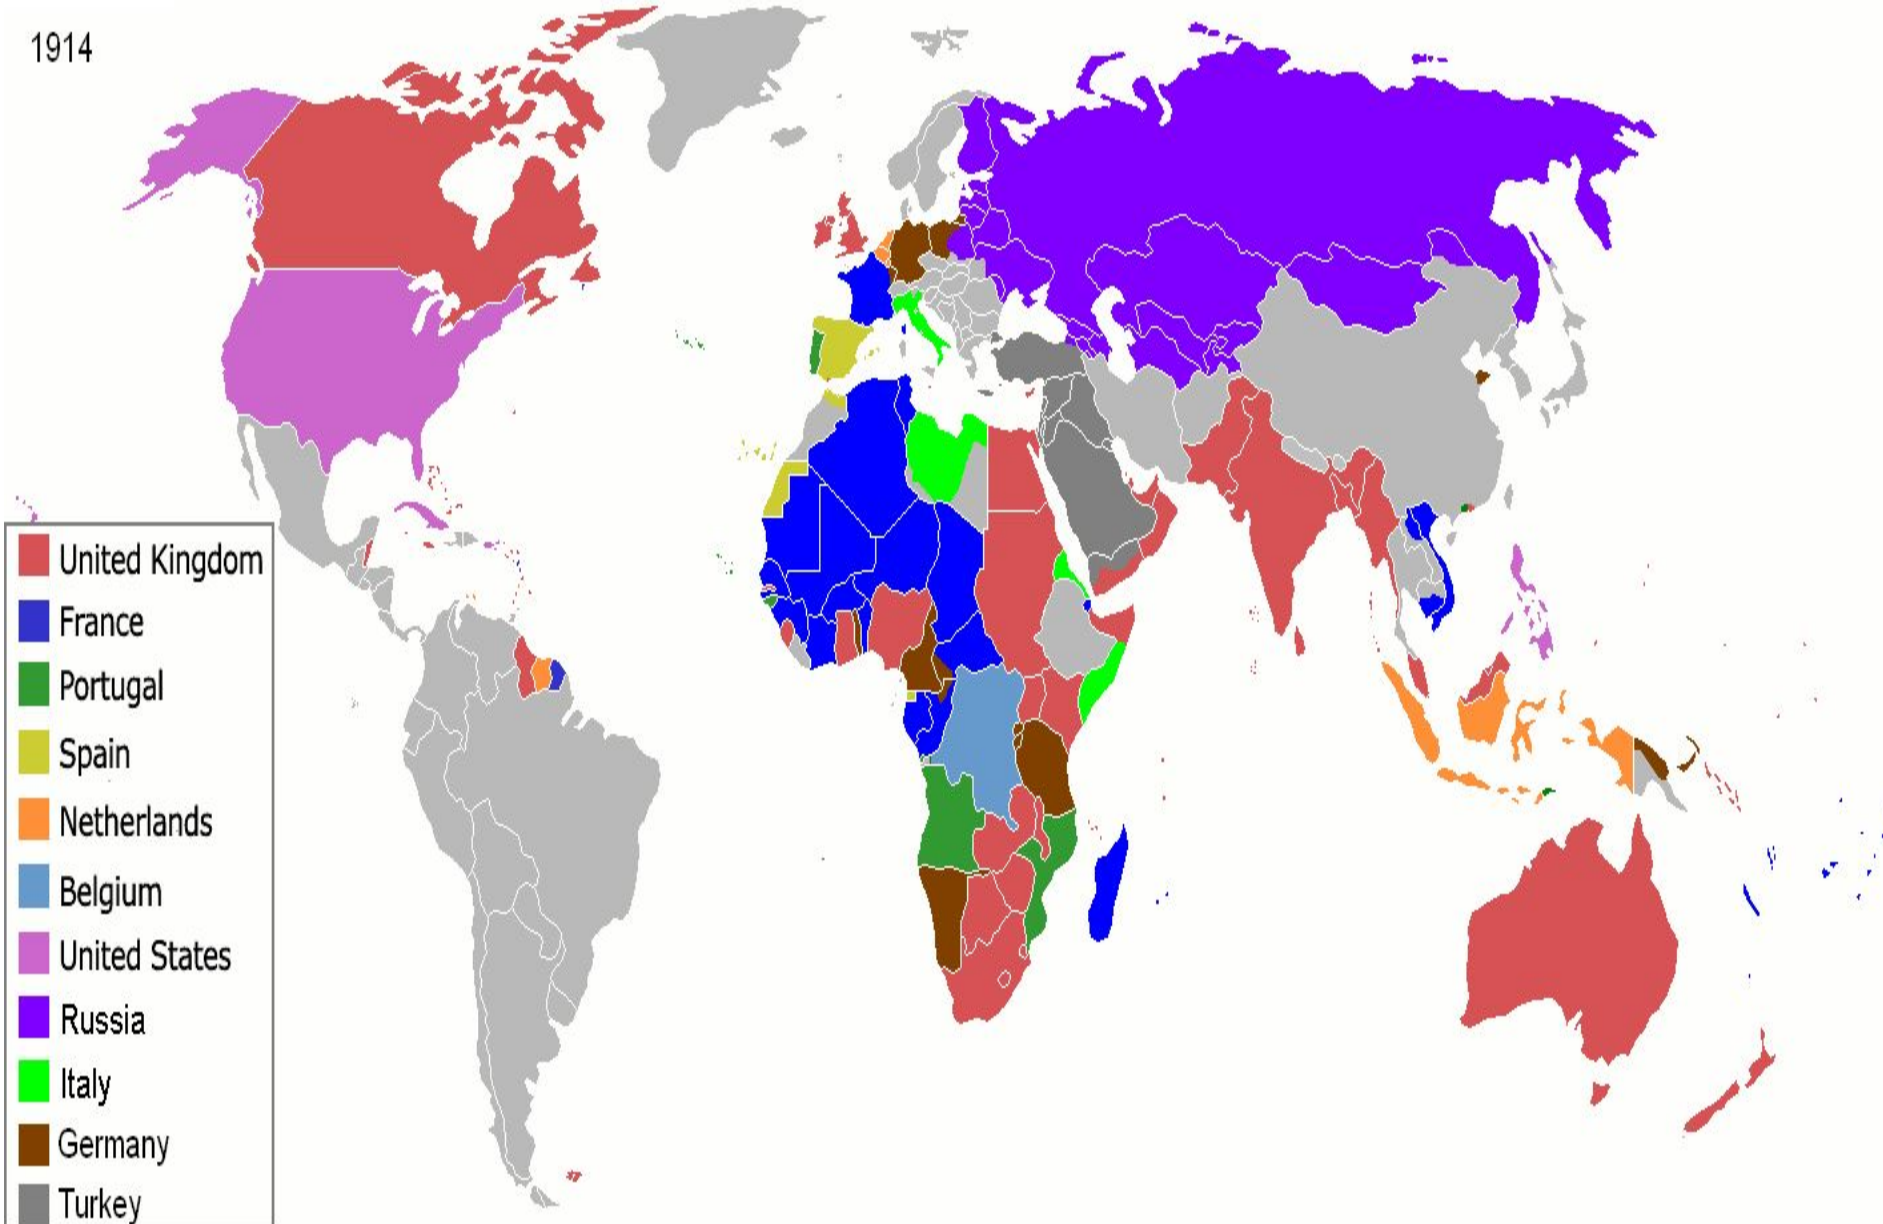 1914
United Kingdom
France
Portugal
Spain
Netherlands
Belgium
United States
Russia
Italy
Germany
Turkey